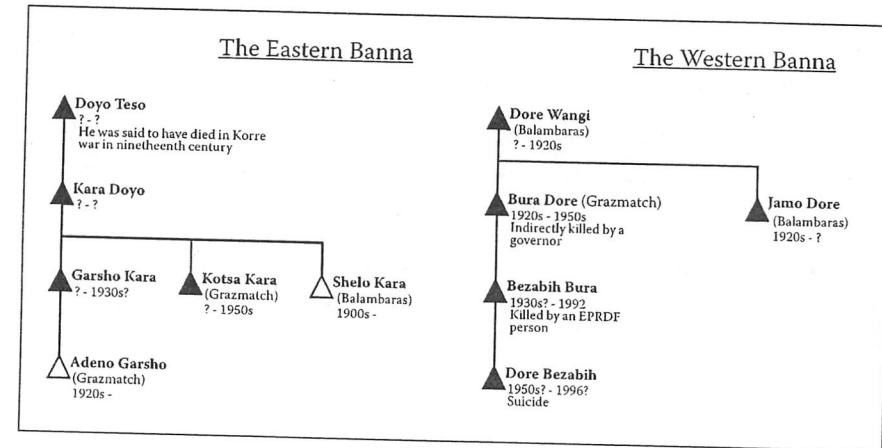 The Eastern Banna
Doyo Teso
? - ?
He was said to have died in Korre
war in ninetheenth century
Kara Doyo
? - ?
Garsho Kara
? - 1930s?
Kotsa Kara
(Grazmatch)
? - 1950s
Shelo Kara
(Balambaras)
1900s -
Adeno Garsho
(Grazmatch)
1920s -
The Western Banna
Dore Wangi
(Balambaras)
? - 1920s
Bura Dore (Grazmatch)
1920s - 1950s
Indirectly killed by a
governor
Jamo Dore
(Balambaras)
1920s - ?
Bezabih Bura
1930s? - 1992
Killed by an EPRDF
person
Dore Bezabih
1950s? - 1996?
Suicide